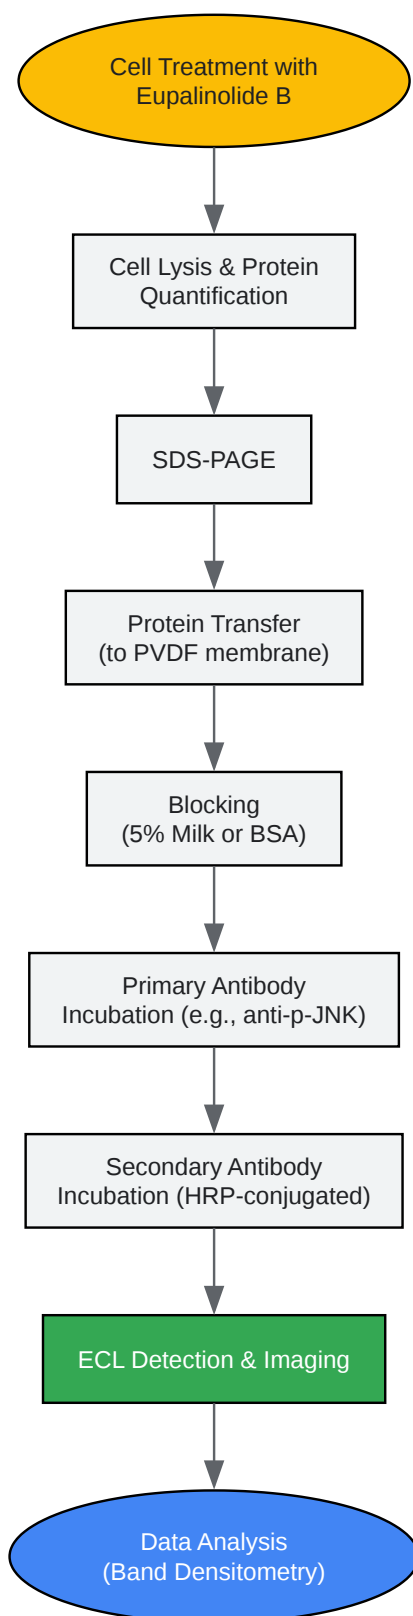 Cell Treatment with
Eupalinolide B
Cell Lysis & Protein
Quantification
SDS-PAGE
Protein Transfer
(to PVDF membrane)
Blocking
(5% Milk or BSA)
Primary Antibody
Incubation (e.g., anti-p-JNK)
Secondary Antibody
Incubation (HRP-conjugated)
ECL Detection & Imaging
Data Analysis
(Band Densitometry)